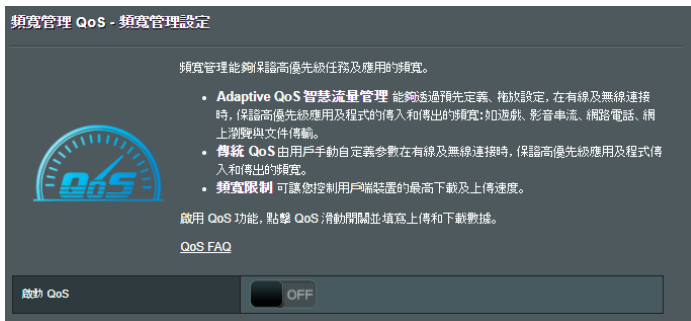 頻寬管理 QoS - 頻寬管理設定
頻寬管理能夠保證高優先級任務及應用的頻寬。
• Adaptive QoS 智慧流量管理 能夠透過預先定義、拖放設定，在有線及無線連接
時，保證高優先級應用及程式的傳入和傳出的頻寬:如遊戲、影音串流、網路電話、網
上瀏覽與文件傳輸。
• 傳統 QoS 由用戶手動自定義參數在有線及無線連接時，保證高優先級應用及程式傳
入和傳出的頻寬。
• 頻寬限制 可讓您控制用戶端裝置的最高下載及上傳速度。
QoS
啟用 QoS 功能，點擊 QoS 滑動開關並填寫上傳和下載數據。
QoS FAQ
啟動 QoS
OFF